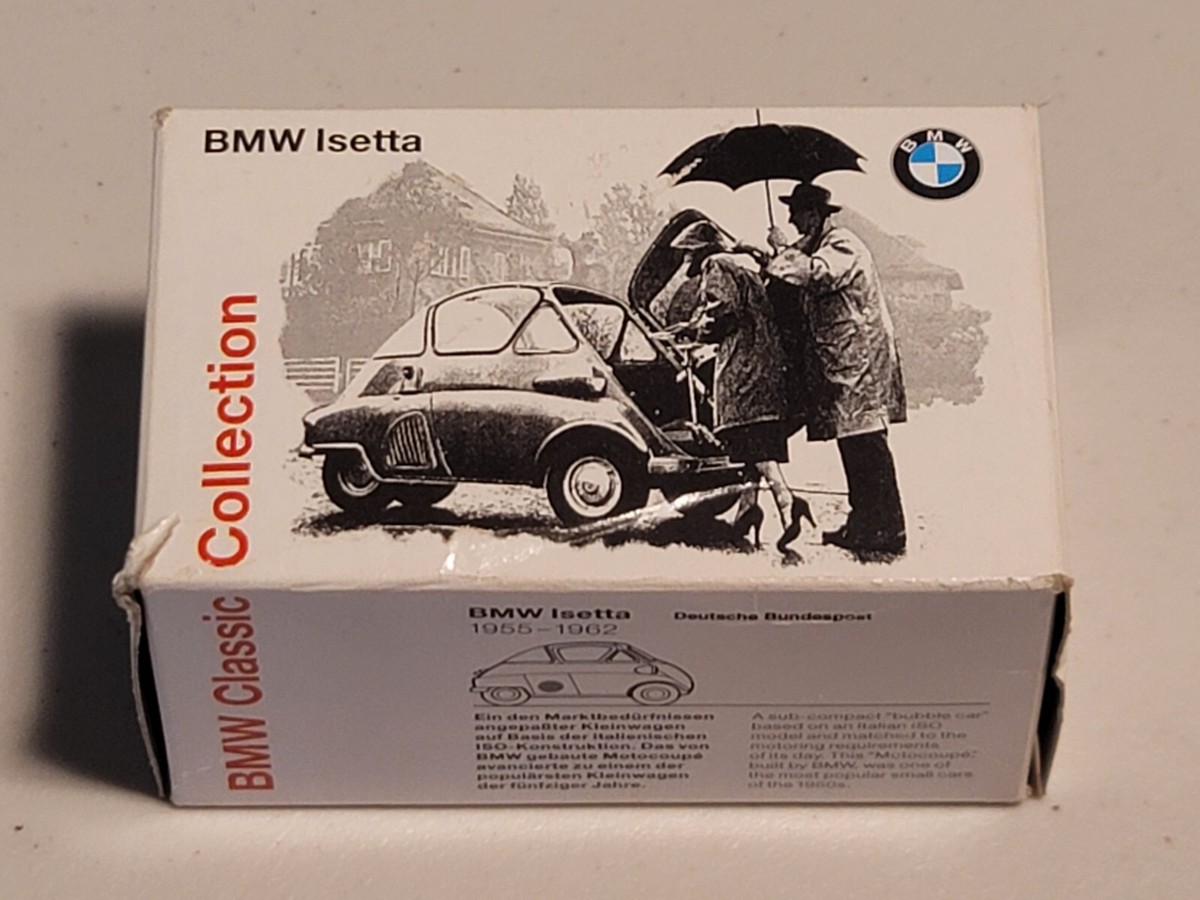 BMW Isetta
BMW
BMW Classic Collection
BMW Isetta
1955–1962
Deutsche Bundespost
Ein den Marktbedürfnissen
angepaßter Kleinwagen
auf Basis der italienischen
ISO-Konstruktion. Das von
BMW gebaute Motocoupé
avancierte zu einem der
populärsten Kleinwagen
der fünfziger Jahre.
A sub-compact "bubble car"
based on an Italian ISO
model and matched to the
motoring requirements
of its day. This "Motocoupé",
built by BMW, was one of
the most popular small cars
of the 1950s.